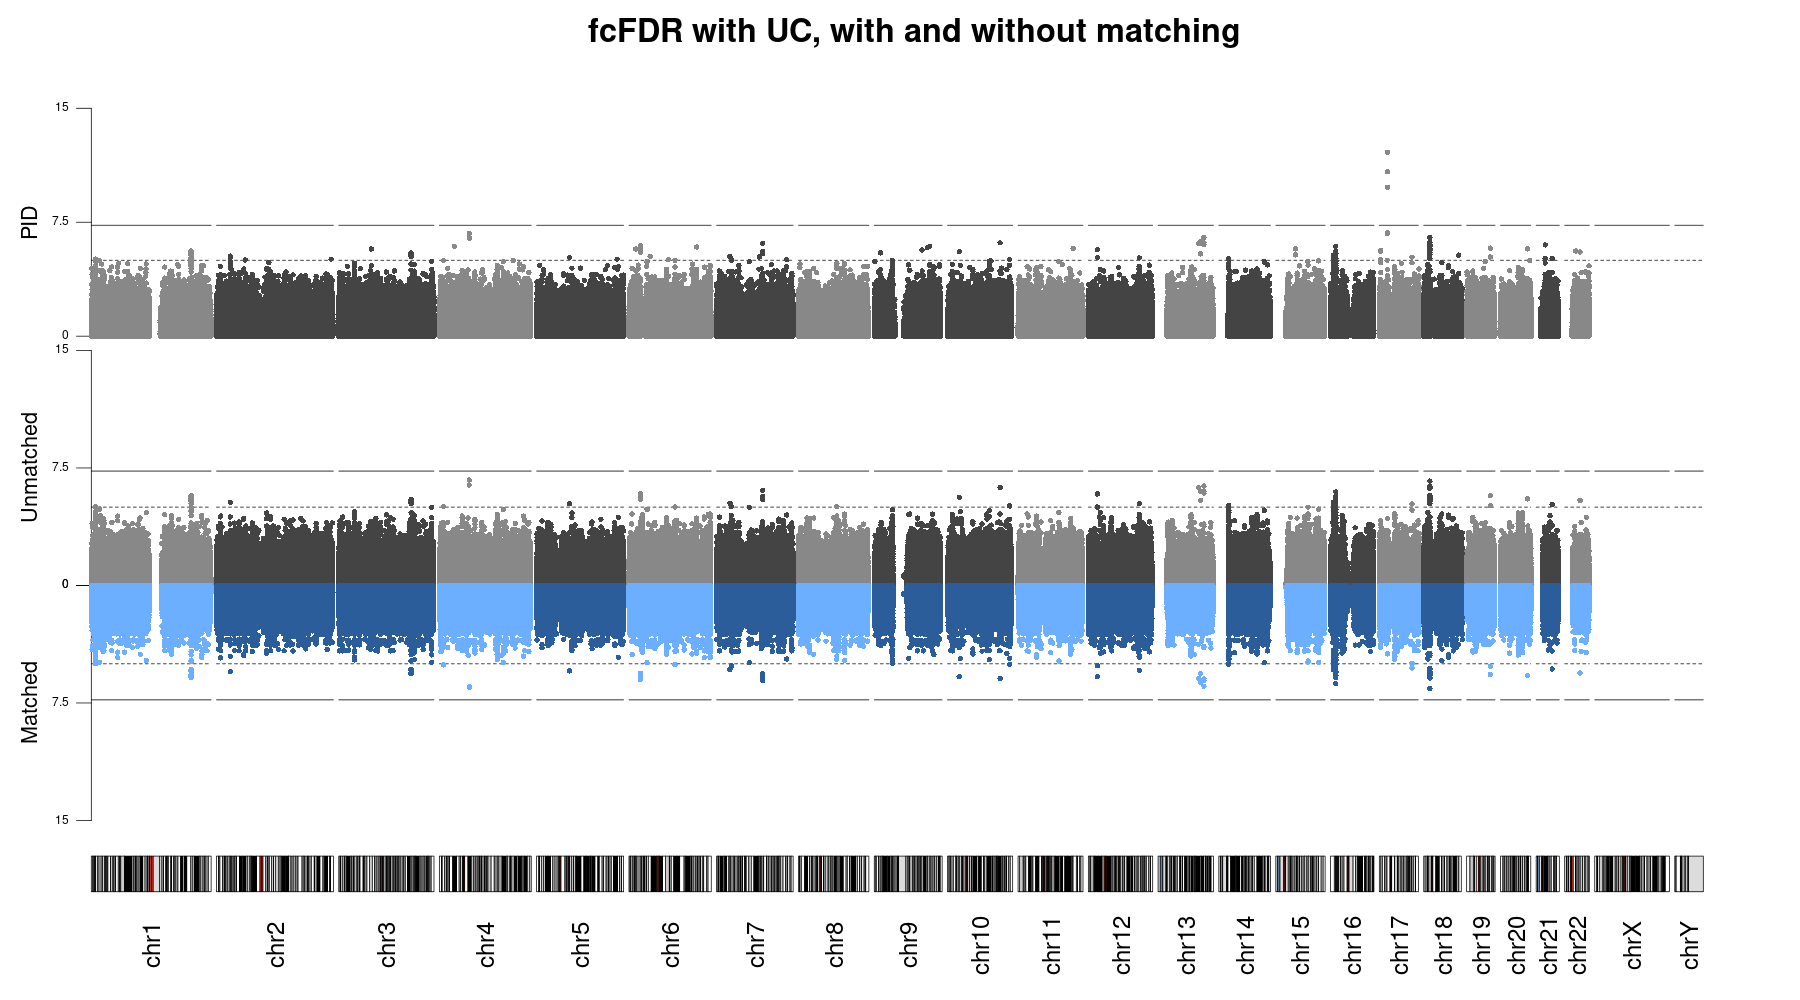 fcFDR with UC, with and without matching
15
PID
7.5
0
15
Unmatched
7.5
0
Matched
7.5
15
chr1 chr2 chr3 chr4 chr5 chr6 chr7 chr8 chr9 chr10 chr11 chr12 chr13 chr14 chr15 chr16 chr17 chr18 chr19 chr20 chr21 chr22 chrX chrY